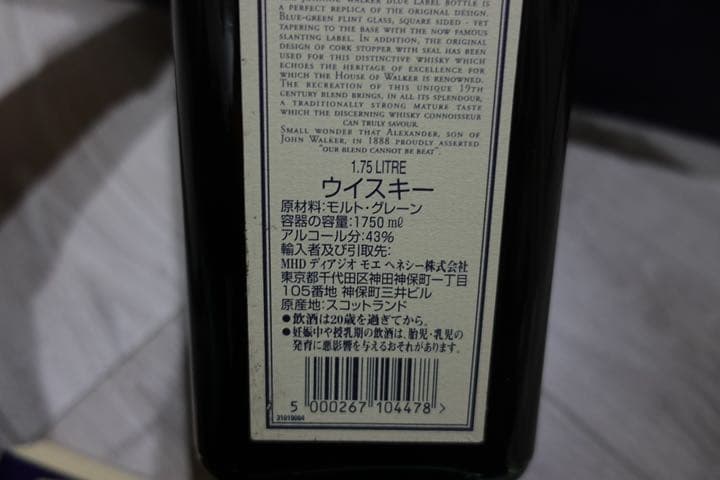 JOHNNIE WALKER BLUE LABEL BOTTLE IS
A PERFECT REPLICA OF THE ORIGINAL DESIGN.
BLUE-GREEN FLINT GLASS, SQUARE SIDED - YET
TAPERING TO THE BASE WITH THE NOW FAMOUS
SLANTING LABEL. IN ADDITION, THE ORIGINAL
DESIGN OF CORK STOPPER WITH SEAL HAS BEEN
USED FOR THIS DISTINCTIVE WHISKY WHICH
ECHOES THE HERITAGE OF EXCELLENCE FOR
WHICH THE HOUSE OF WALKER IS RENOWNED.
THE RECREATION OF THIS UNIQUE 19TH
CENTURY BLEND BRINGS, IN ALL ITS SPLENDOUR,
A TRADITIONALLY STRONG MATURE TASTE
WHICH THE DISCERNING WHISKY CONNOISSEUR
CAN TRULY SAVOUR.
SMALL WONDER THAT ALEXANDER, SON OF
JOHN WALKER, IN 1888 PROUDLY ASSERTED
"OUR BLEND CANNOT BE BEAT".
1.75 LITRE
ウイスキー
原材料:モルト・グレーン
容器の容量:1750 mℓ
アルコール分:43%
輸入者及び引取先:
MHD ディアジオ モエ ヘネシー株式会社
東京都千代田区神田神保町一丁目
105番地 神保町三井ビル
原産地:スコットランド
●飲酒は20歳を過ぎてから。
●妊娠中や授乳期の飲酒は、胎児・乳児の
発育に悪影響を与えるおそれがあります。
5 000267 104478 >
31019004